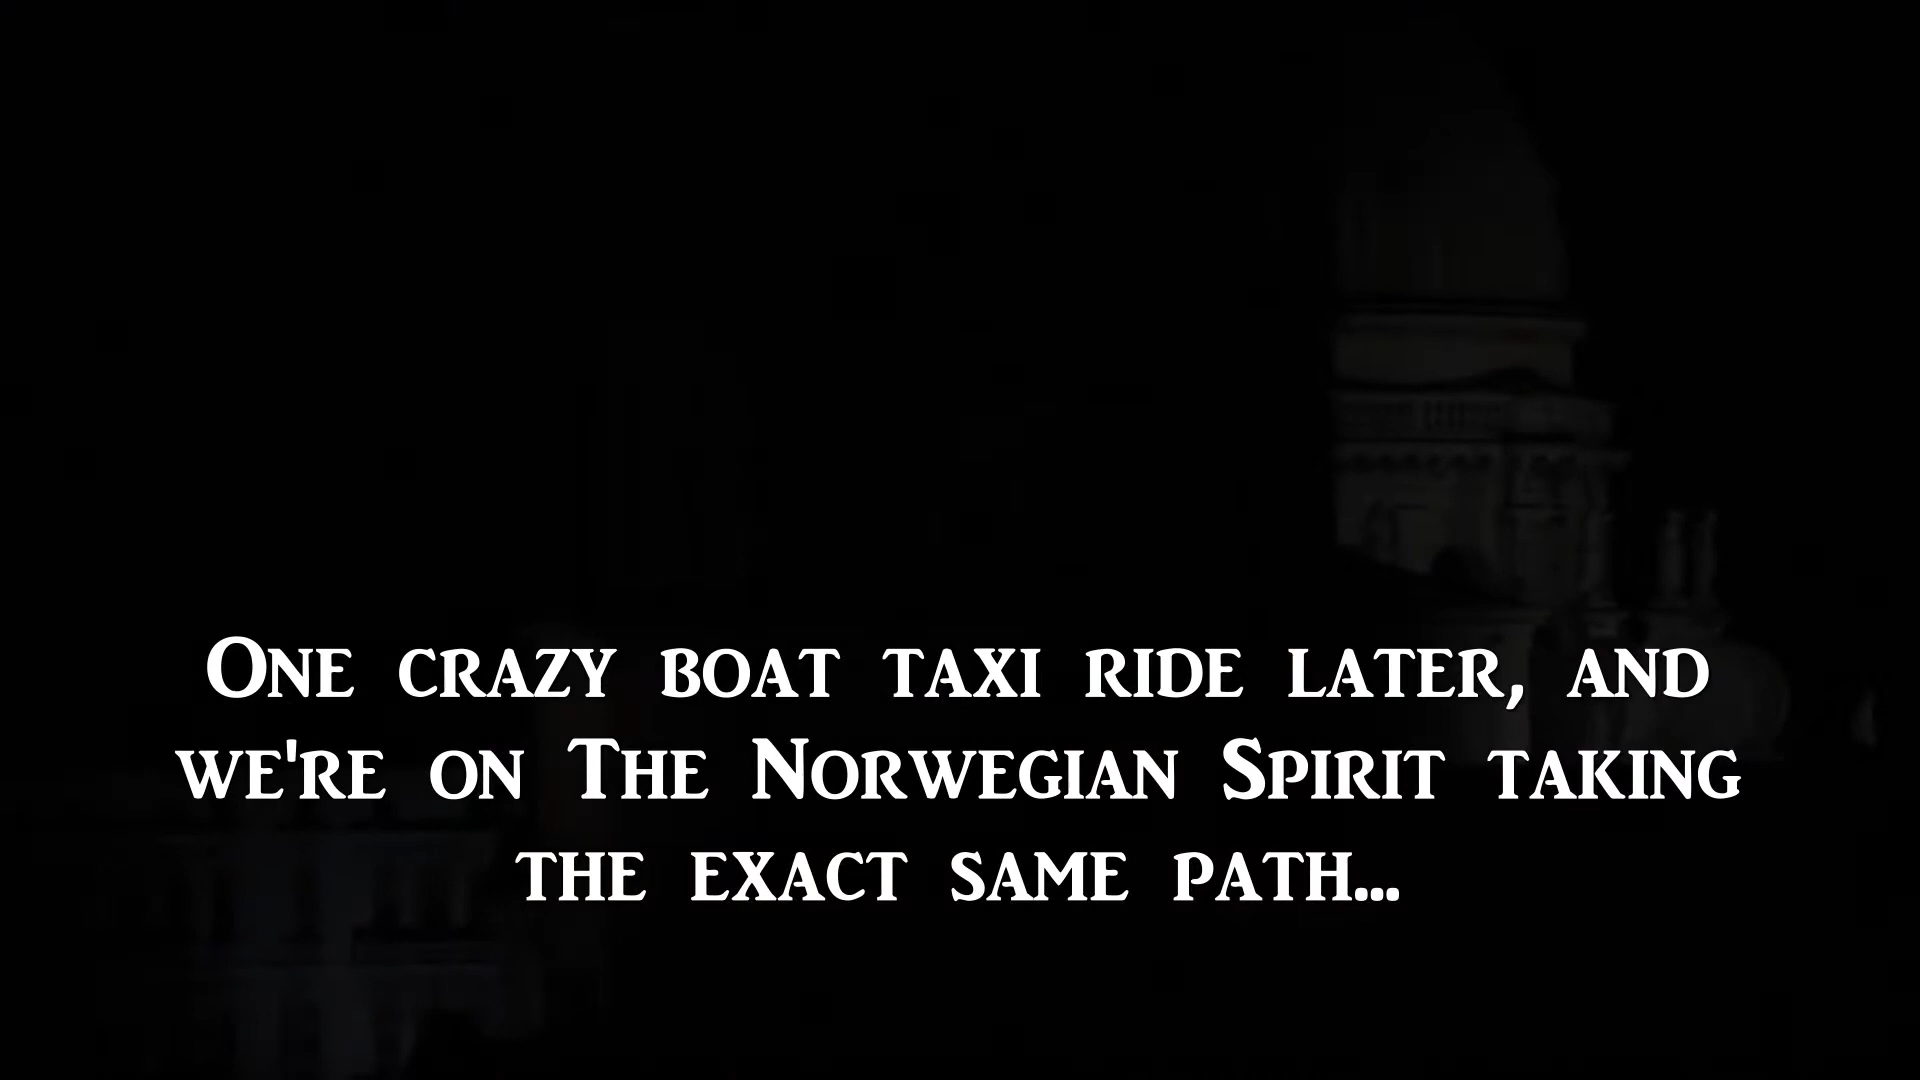 One crazy boat taxi ride later, and
we're on The Norwegian Spirit taking
the exact same path...